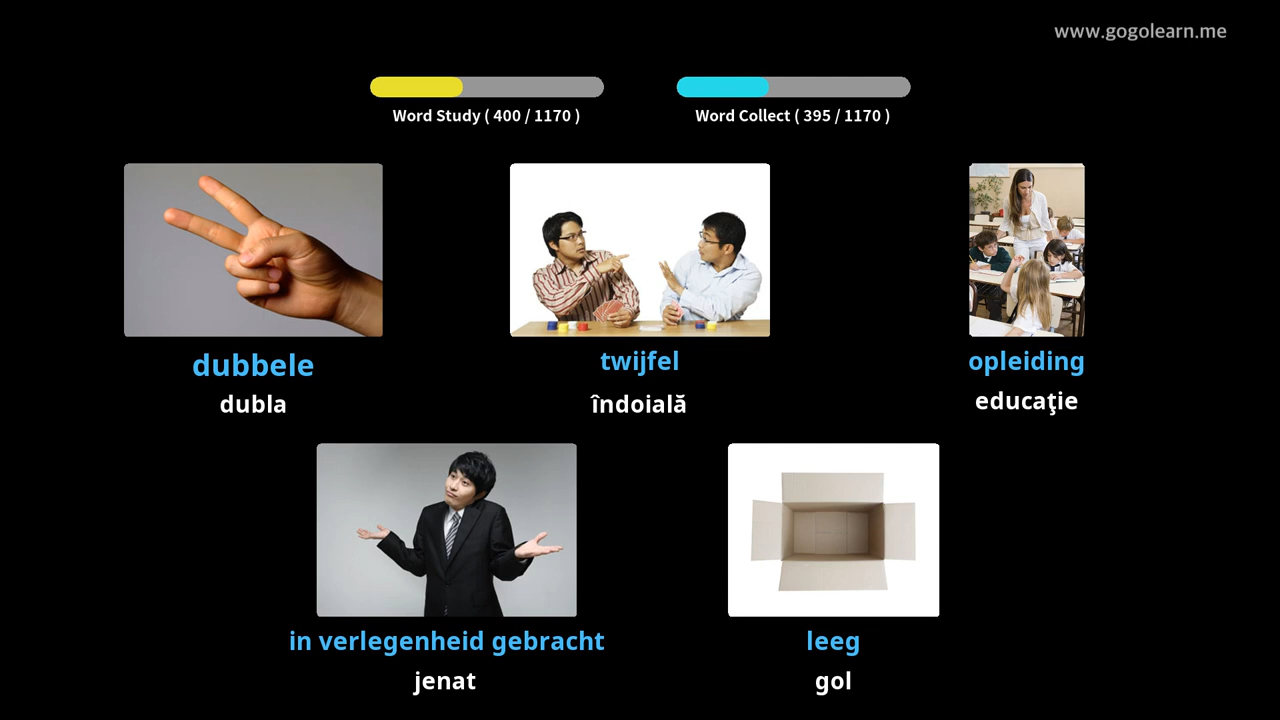 www.gogolearn.me
Word Study ( 400 / 1170 )
Word Collect ( 395 / 1170 )
dubbele
dubla
twijfel
îndoială
opleiding
educaţie
in verlegenheid gebracht
jenat
leeg
gol